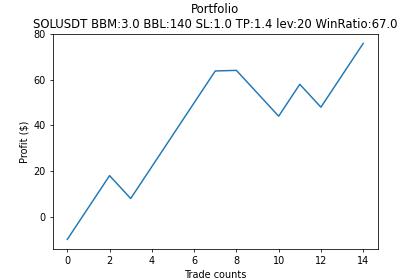 Portfolio
SOLUSDT BBM:3.0 BBL:140 SL:1.0 TP:1.4 lev:20 WinRatio:67.0
80
60
40
20
0
Profit ($)
0 2 4 6 8 10 12 14
Trade counts